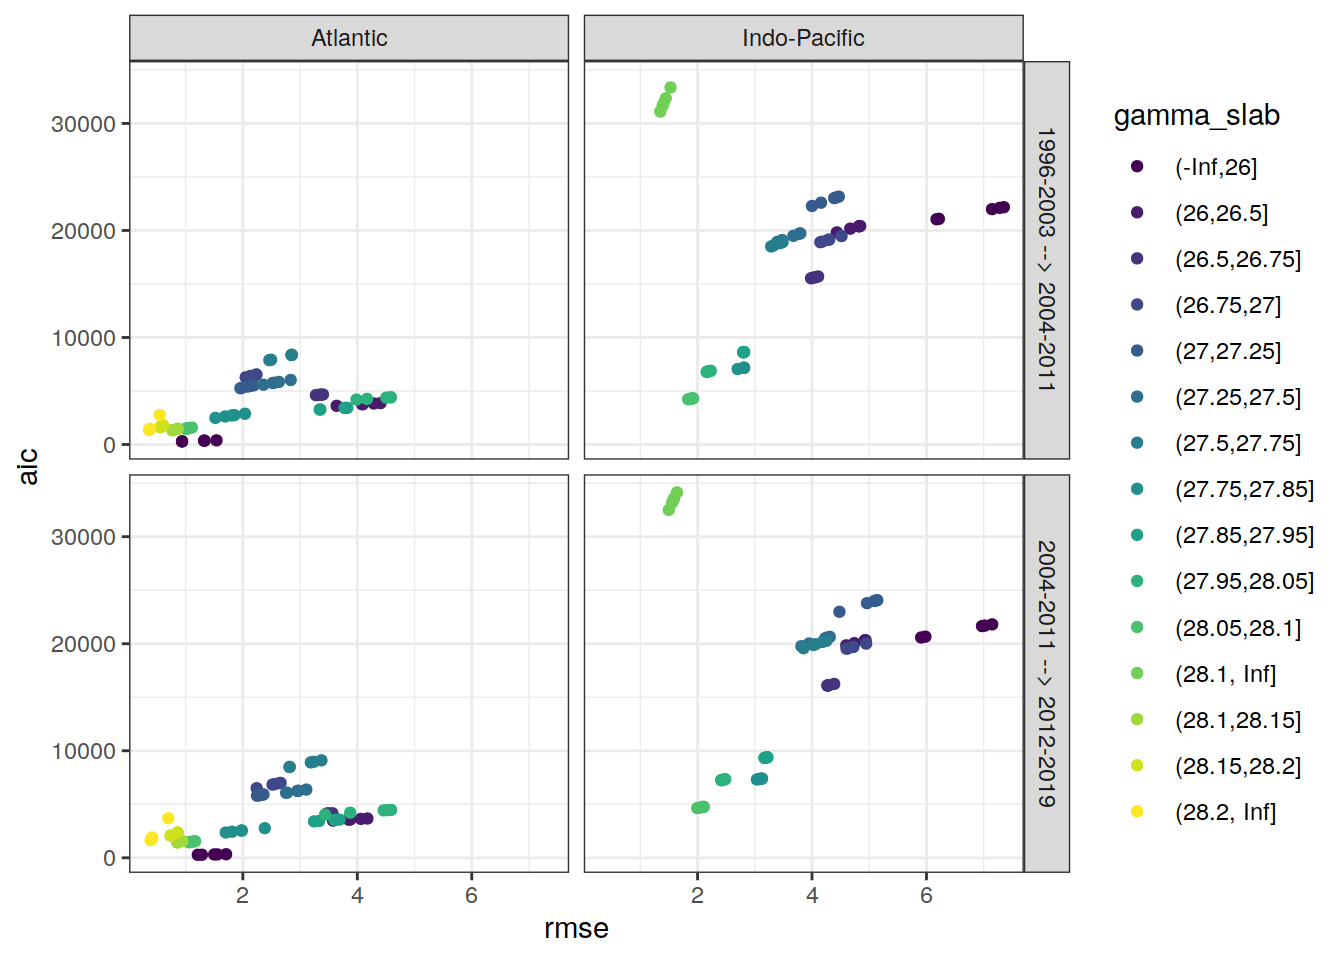 Atlantic
Indo-Pacific
aic
30000
20000
10000
0
1996-2003 --> 2004-2011
30000
20000
10000
0
2004-2011 --> 2012-2019
2
4
6
2
4
6
rmse
gamma_slab
(-Inf,26]
(26,26.5]
(26.5,26.75]
(26.75,27]
(27,27.25]
(27.25,27.5]
(27.5,27.75]
(27.75,27.85]
(27.85,27.95]
(27.95,28.05]
(28.05,28.1]
(28.1, Inf]
(28.1,28.15]
(28.15,28.2]
(28.2, Inf]